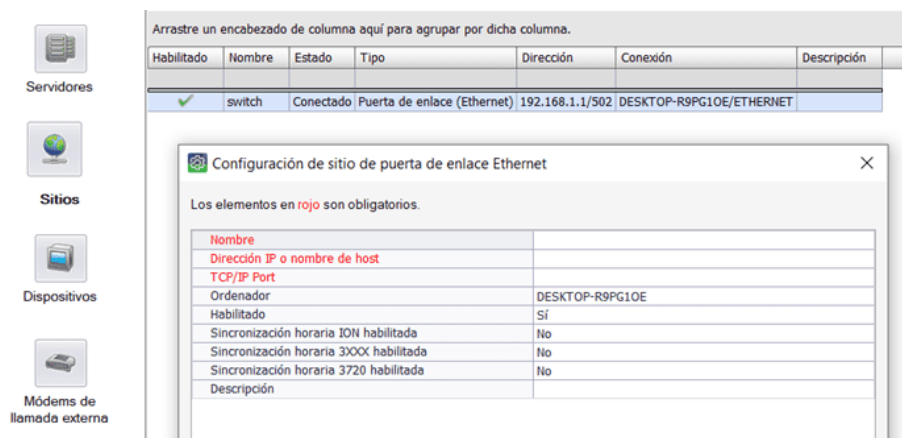 Arrastre un encabezado de columna aquí para agrupar por dicha columna.
Habilitado Nombre Estado Tipo Dirección Conexión Descripción
switch Conectado Puerta de enlace (Ethernet) 192.168.1.1/502 DESKTOP-R9PG1OE/ETHERNET
Servidores
Sitios
Dispositivos
Módems de
llamada externa
Configuración de sitio de puerta de enlace Ethernet
Los elementos en rojo son obligatorios.
Nombre
Dirección IP o nombre de host
TCP/IP Port
Ordenador DESKTOP-R9PG1OE
Habilitado Sí
Sincronización horaria ION habilitada No
Sincronización horaria 3XXX habilitada No
Sincronización horaria 3720 habilitada No
Descripción